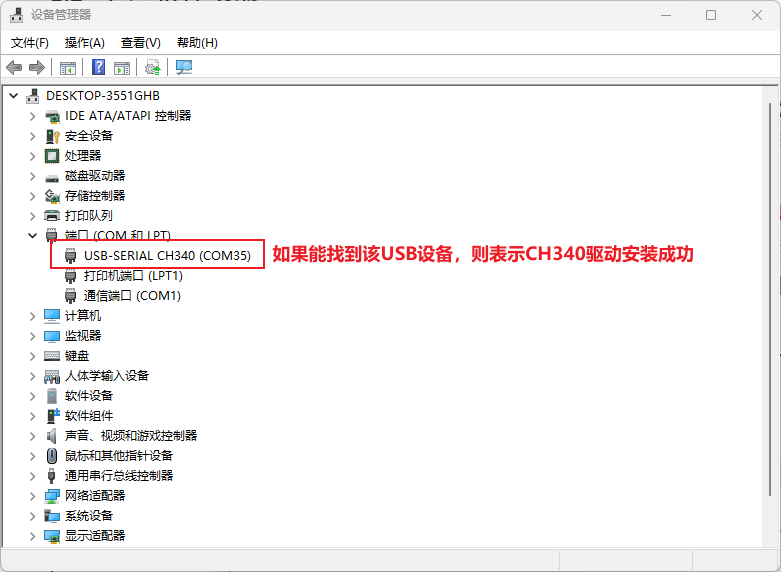 设备管理器
文件(F) 操作(A) 查看(V) 帮助(H)
DESKTOP-3551GHB
IDE ATA/ATAPI 控制器
安全设备
处理器
磁盘驱动器
存储控制器
打印队列
端口 (COM 和 LPT)
USB-SERIAL CH340 (COM35) 如果能找到该USB设备，则表示CH340驱动安装成功
打印机端口 (LPT1)
通信端口 (COM1)
计算机
监视器
键盘
人体学输入设备
软件设备
软件组件
声音、视频和游戏控制器
鼠标和其他指针设备
通用串行总线控制器
网络适配器
系统设备
显示适配器